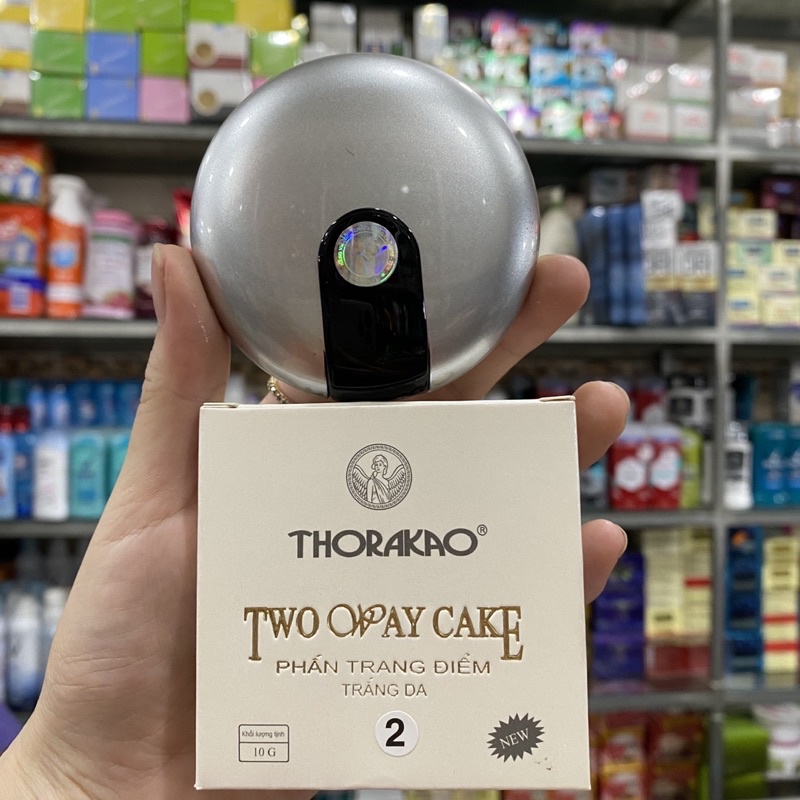 THORAKAO®
TWO WAY CAKE
PHẤN TRANG ĐIỂM
TRẮNG DA
Khối lượng tịnh
10 G
2
NEW